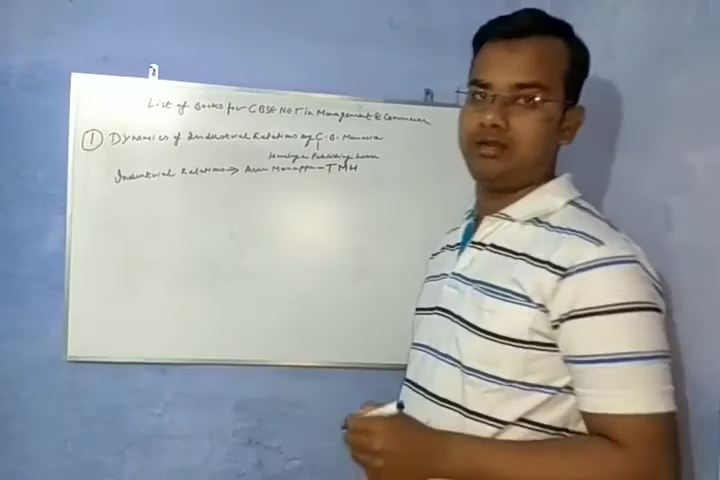 List of Books for CBSE NET in Management & Commerce
① Dynamics of Industrial Relations by C. B. Mamoria
Himalaya Publishing House
Industrial Relations → Arun Monappa - TMH